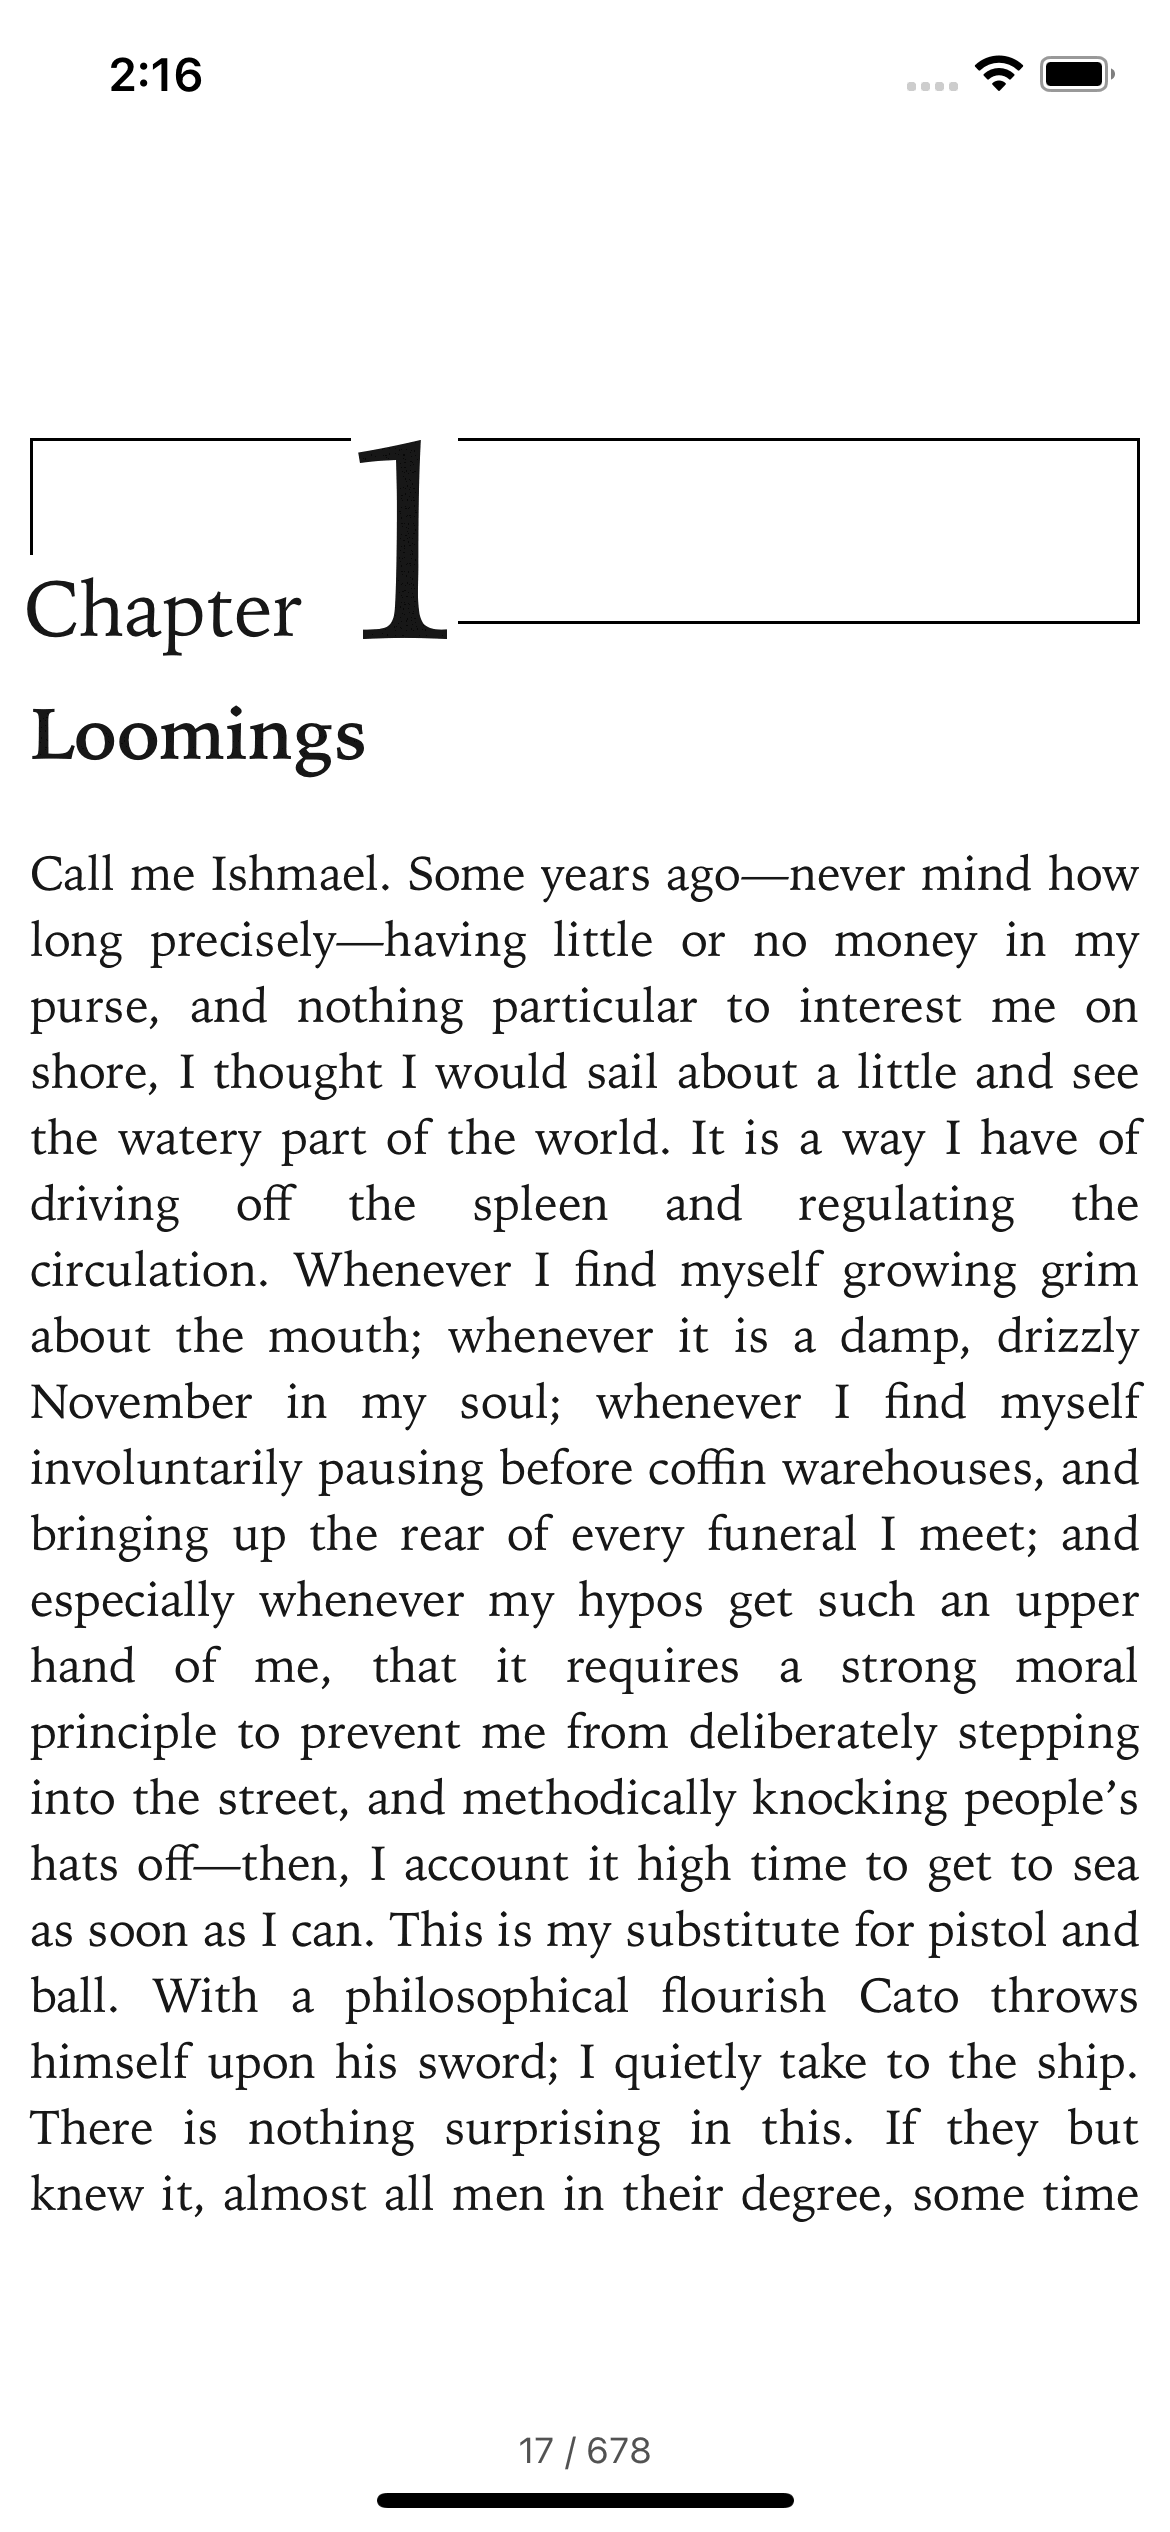 2:16
Chapter 1
Loomings
Call me Ishmael. Some years ago—never mind how
long precisely—having little or no money in my
purse, and nothing particular to interest me on
shore, I thought I would sail about a little and see
the watery part of the world. It is a way I have of
driving off the spleen and regulating the
circulation. Whenever I find myself growing grim
about the mouth; whenever it is a damp, drizzly
November in my soul; whenever I find myself
involuntarily pausing before coffin warehouses, and
bringing up the rear of every funeral I meet; and
especially whenever my hypos get such an upper
hand of me, that it requires a strong moral
principle to prevent me from deliberately stepping
into the street, and methodically knocking people’s
hats off—then, I account it high time to get to sea
as soon as I can. This is my substitute for pistol and
ball. With a philosophical flourish Cato throws
himself upon his sword; I quietly take to the ship.
There is nothing surprising in this. If they but
knew it, almost all men in their degree, some time
17 / 678